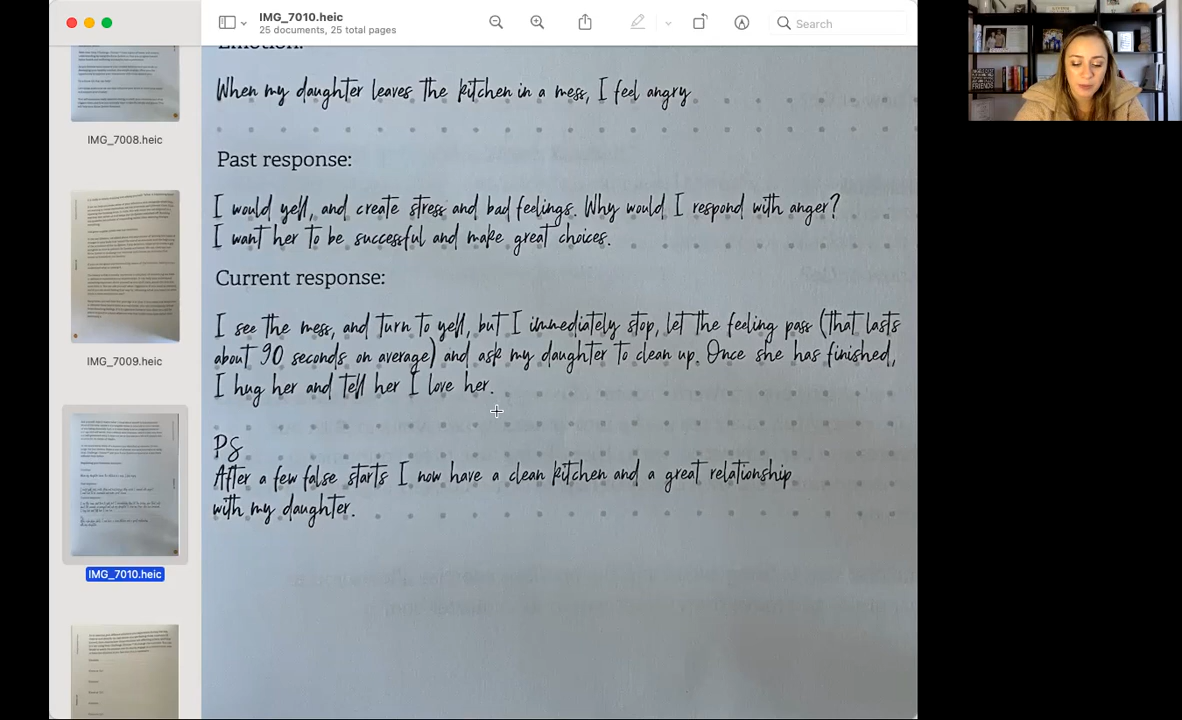 IMG_7010.heic
25 documents, 25 total pages
Search
IMG_7008.heic
IMG_7009.heic
IMG_7010.heic
Emotion:
When my daughter leaves the kitchen in a mess, I feel angry
Past response:
I would yell, and create stress and bad feelings. Why would I respond with anger?
I want her to be successful and make great choices.
Current response:
I see the mess, and turn to yell, but I immediately stop, let the feeling pass (that lasts
about 90 seconds on average) and ask my daughter to clean up. Once she has finished,
I hug her and tell her I love her.
PS
After a few false starts I now have a clean kitchen and a great relationship
with my daughter.